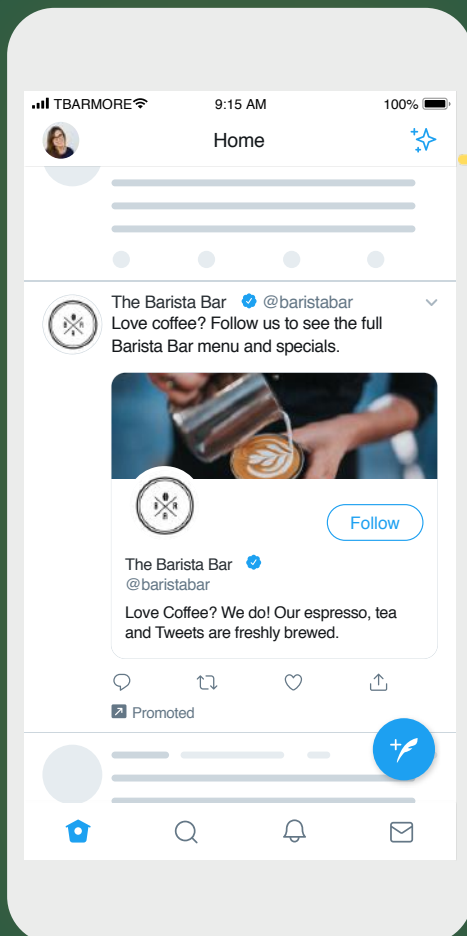 TBARMORE 9:15 AM 100%
Home
The Barista Bar @baristabar
Love coffee? Follow us to see the full
Barista Bar menu and specials.
Follow
The Barista Bar
@baristabar
Love Coffee? We do! Our espresso, tea
and Tweets are freshly brewed.
Promoted